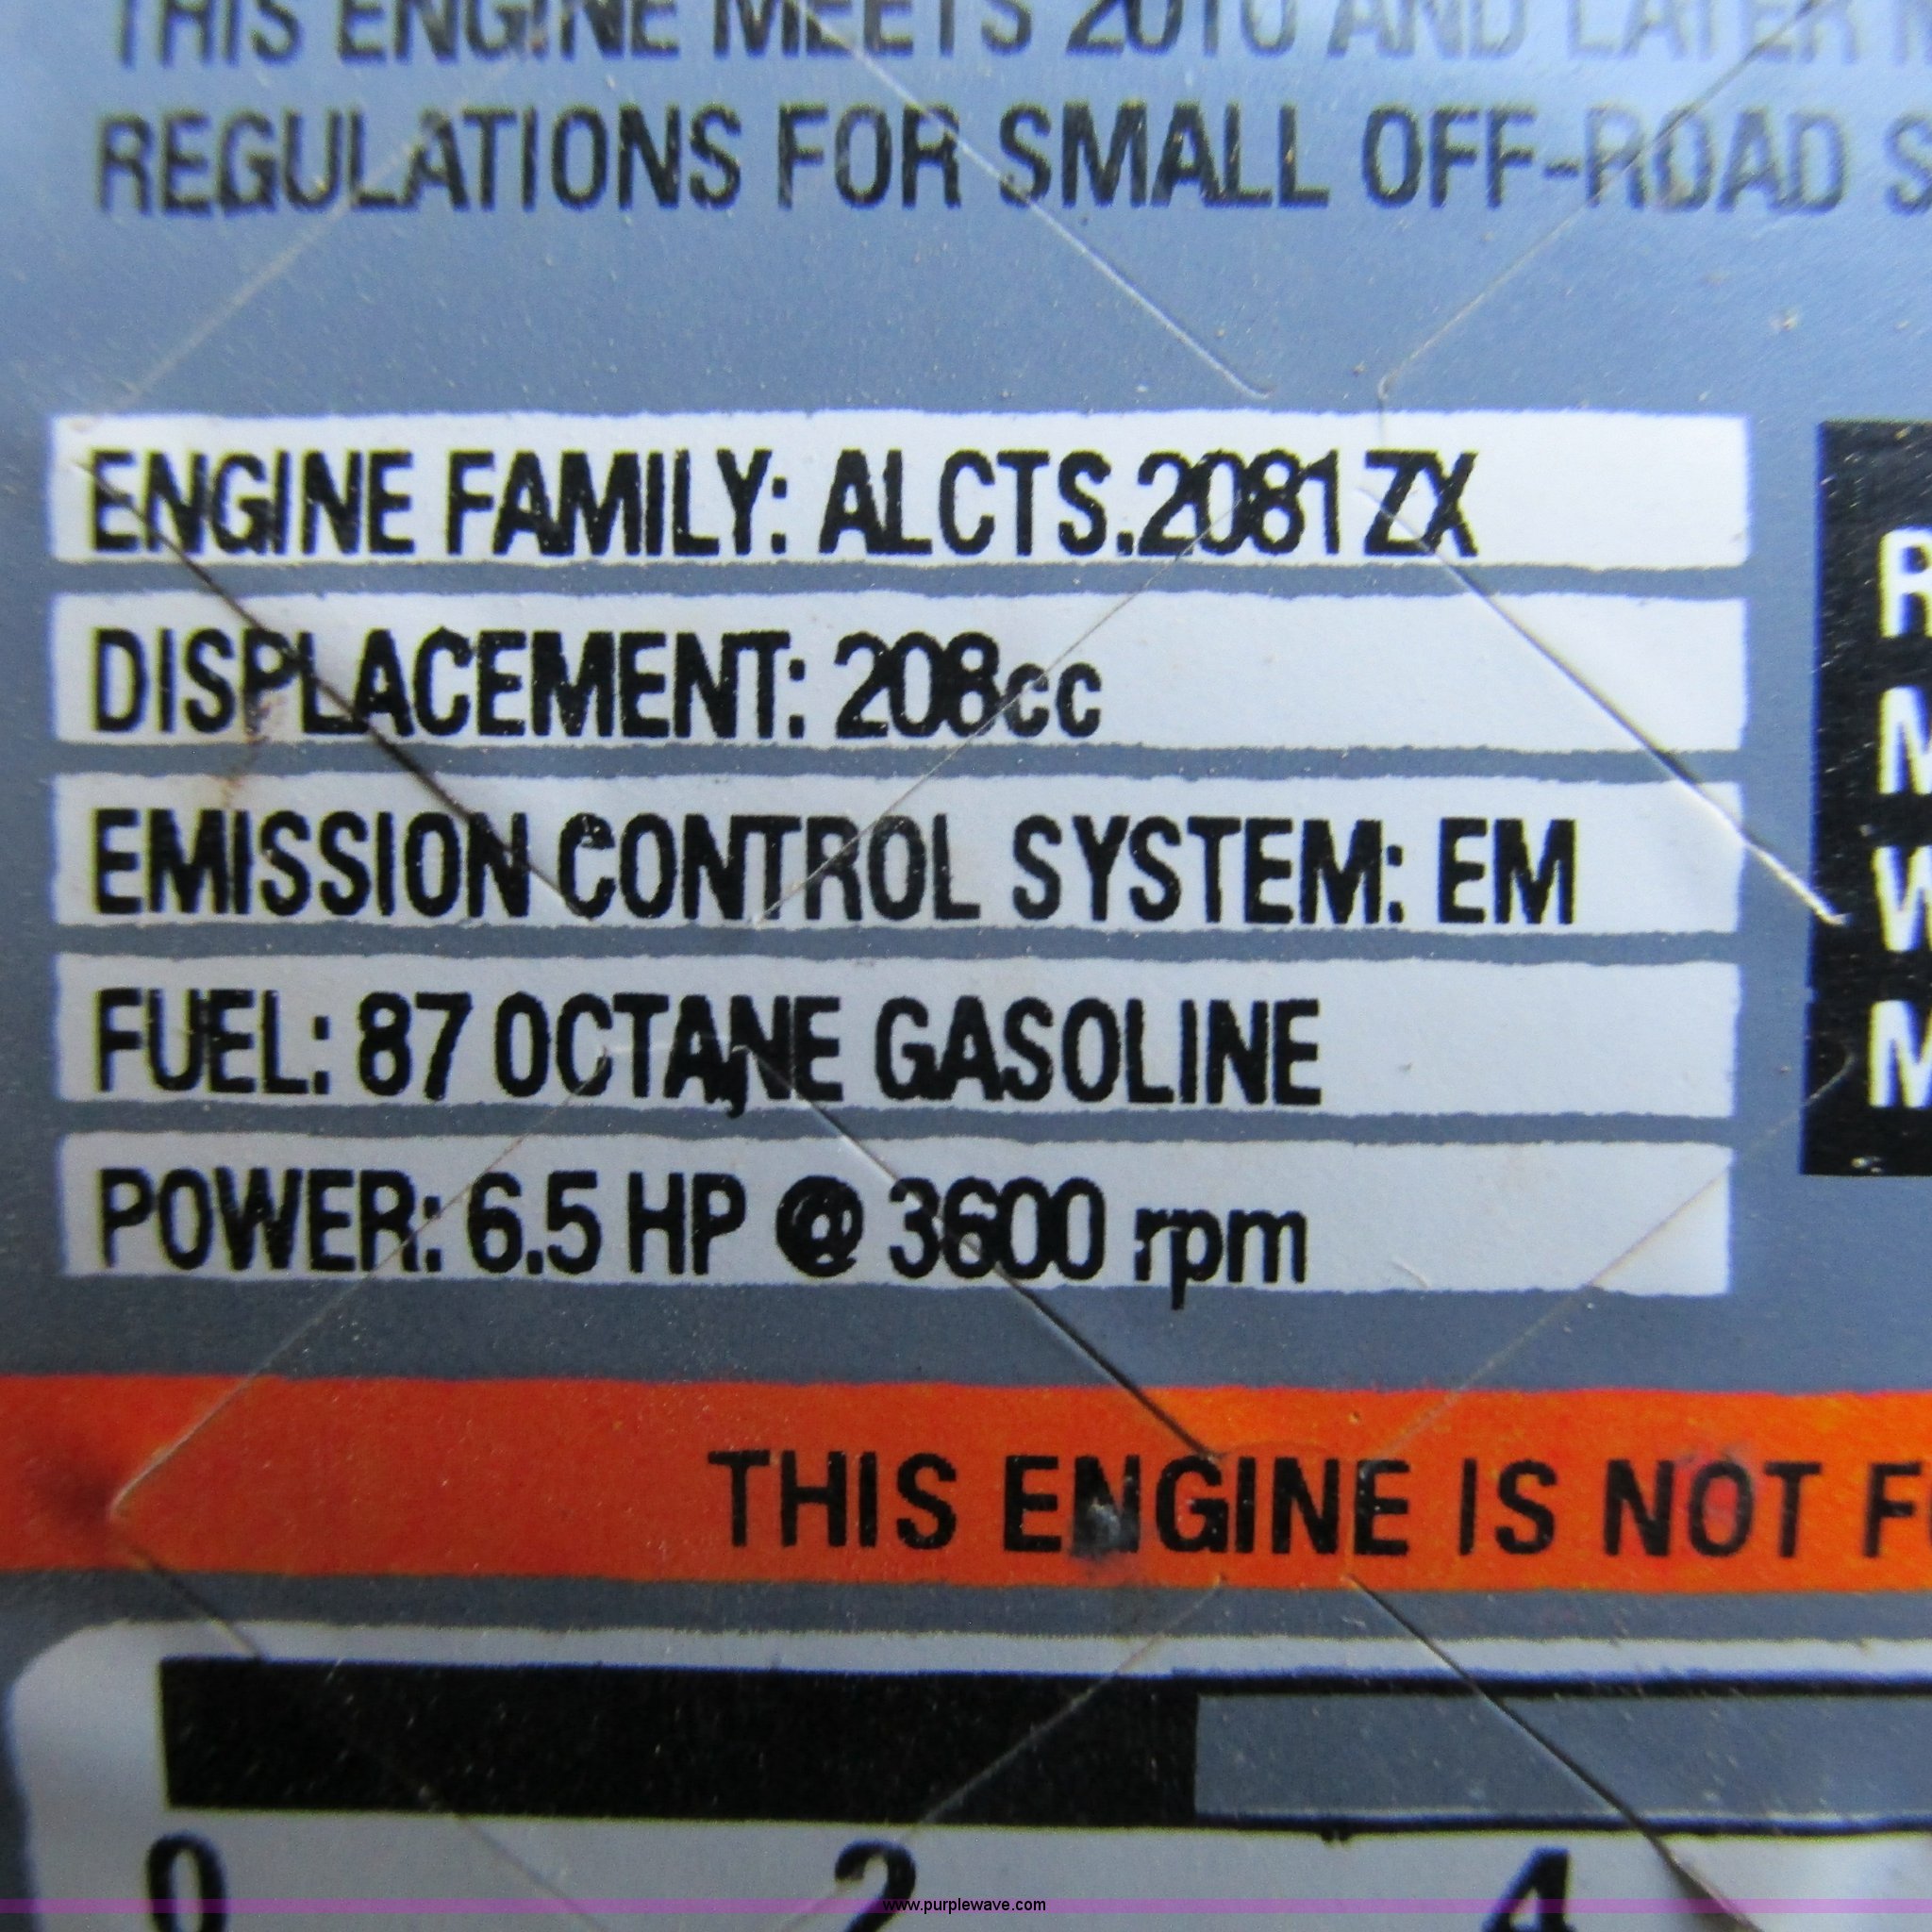 THIS ENGINE MEETS 2010 AND LATER
REGULATIONS FOR SMALL OFF-ROAD S
ENGINE FAMILY: ALCTS.2081ZX
DISPLACEMENT: 208cc
EMISSION CONTROL SYSTEM: EM
FUEL: 87 OCTANE GASOLINE
POWER: 6.5 HP @ 3600 rpm
R
M
W
M
THIS ENGINE IS NOT F
0 2 4
www.purplewave.com